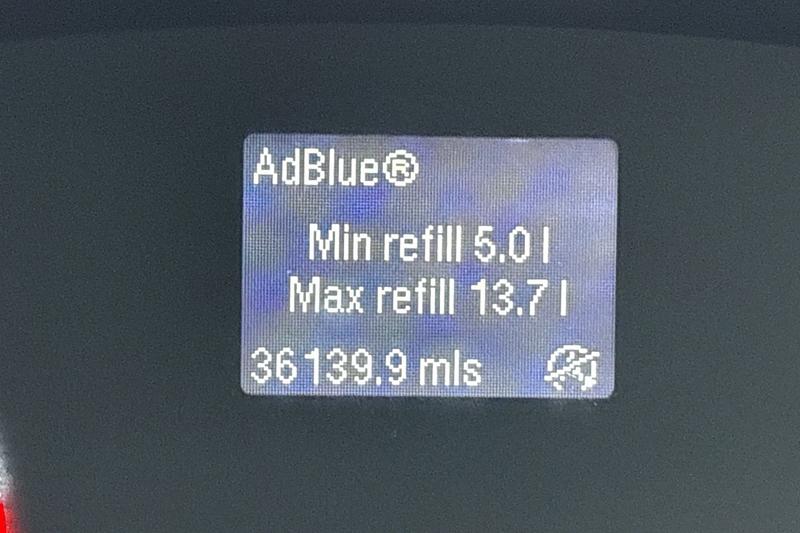 AdBlue®
Min refill 5.0 l
Max refill 13.7 l
36139.9 mls